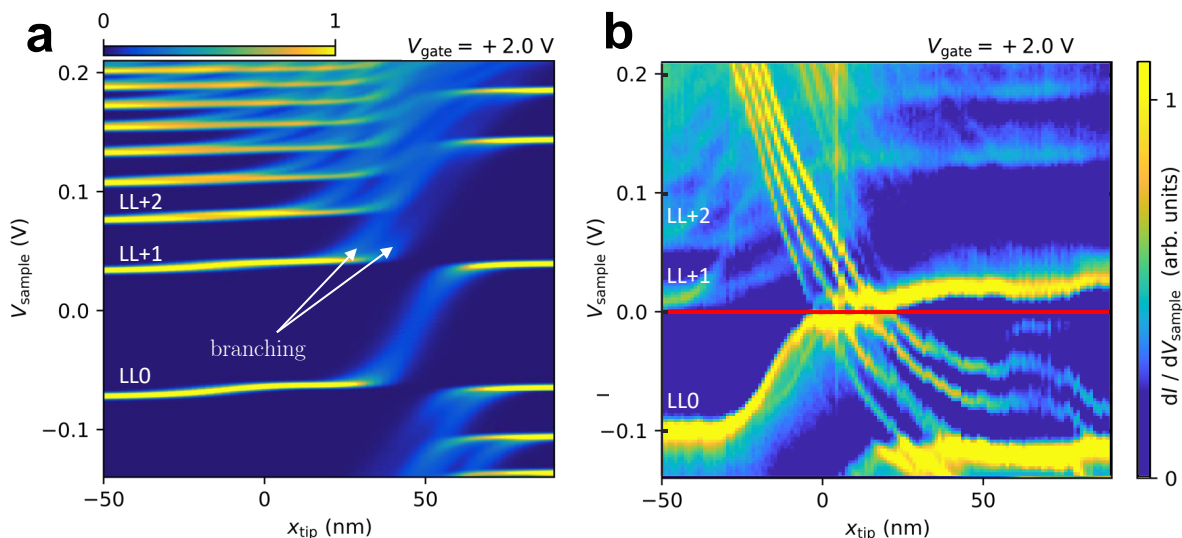 a
0 1
V_gate = +2.0 V
0.2
0.1
0.0
−0.1
V_sample (V)
LL+2
LL+1
branching
LL0
−50 0 50
x_tip (nm)
b
V_gate = +2.0 V
0.2
0.1
0.0
−0.1
V_sample (V)
LL+2
LL+1
LL0
−50 0 50
x_tip (nm)
1
0
dI / dV_sample (arb. units)